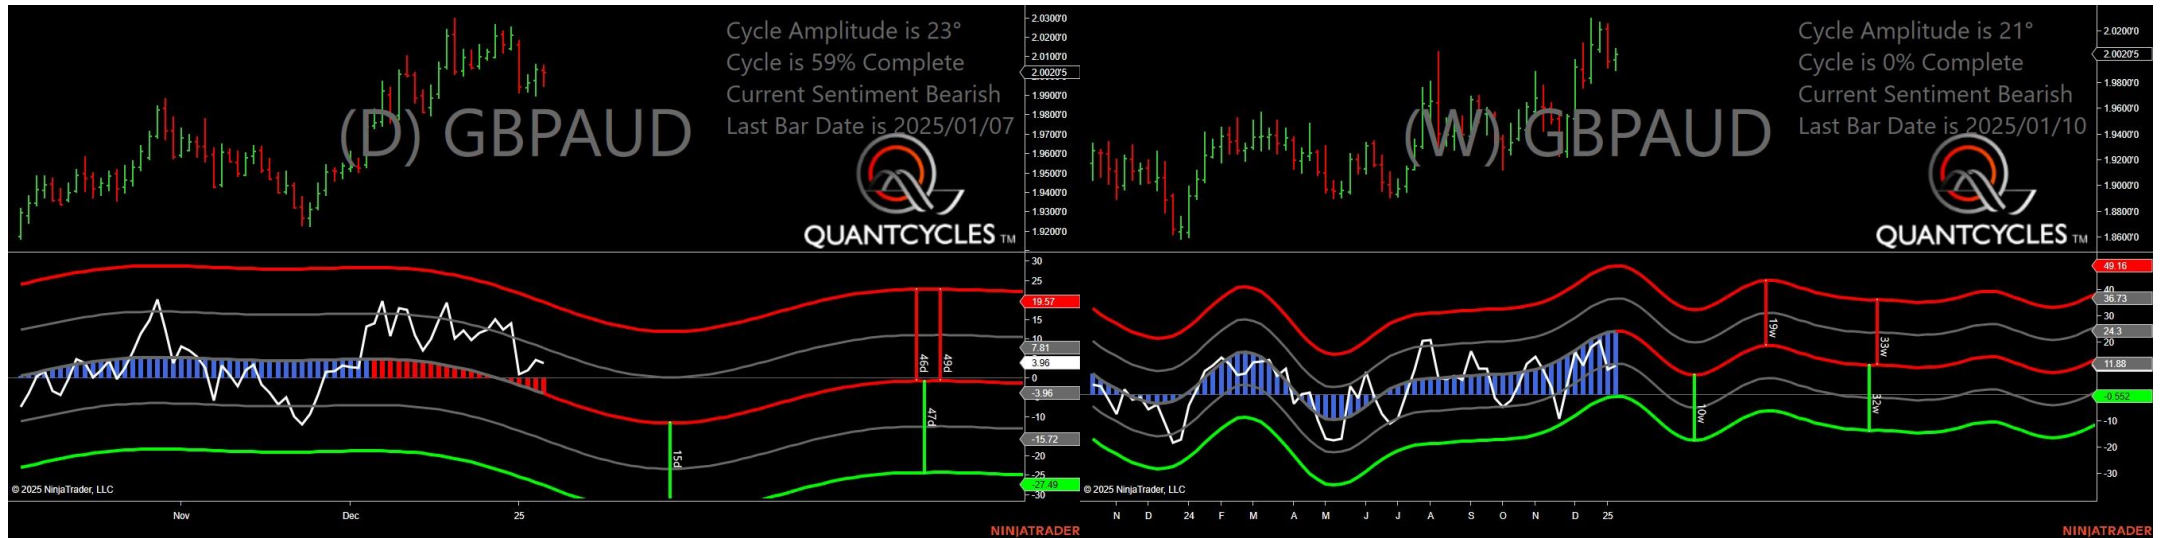 Cycle Amplitude is 23°
Cycle is 59% Complete
Current Sentiment Bearish
Last Bar Date is 2025/01/07
(D) GBPAUD
QUANTCYCLES TM
2.0300'0
2.0200'0
2.0100'0
2.0020'5
1.9900'0
1.9800'0
1.9700'0
1.9600'0
1.9500'0
1.9400'0
1.9300'0
1.9200'0
30
25
19.57
15
10
7.81
3.96
0
-3.96
-10
-15.72
-20
-25
-27.49
-30
46d
49d
47d
15d
© 2025 NinjaTrader, LLC
Nov
Dec
25
NINJATRADER
Cycle Amplitude is 21°
Cycle is 0% Complete
Current Sentiment Bearish
Last Bar Date is 2025/01/10
(W) GBPAUD
QUANTCYCLES TM
2.0200'0
2.0020'5
1.9800'0
1.9600'0
1.9400'0
1.9200'0
1.9000'0
1.8800'0
1.8600'0
49.16
40
36.73
30
24.3
20
11.88
-0.552
-10
-20
-30
19w
33w
10w
32w
© 2025 NinjaTrader, LLC
N D 24 F M A M J J A S O N D 25
NINJATRADER